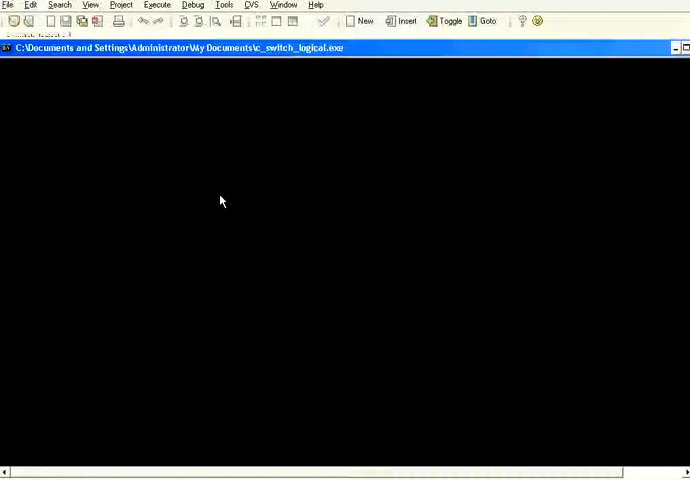 File Edit Search View Project Execute Debug Tools CVS Window Help
New Insert Toggle Goto
C:\Documents and Settings\Administrator\My Documents\c_switch_logical.exe